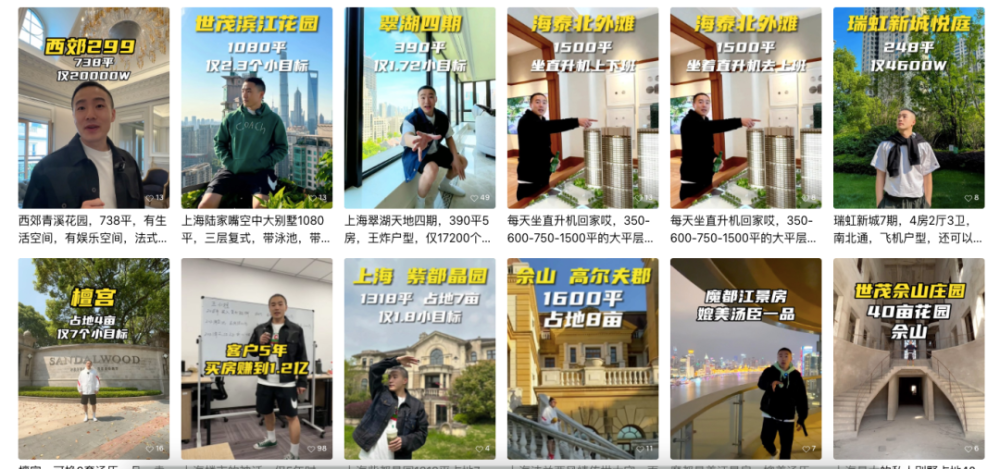 西郊299
738平
仅20000W
13
西郊青溪花园，738平，有生
活空间，有娱乐空间，法式...
世茂滨江花园
1080平
仅2.3个小目标
Coach
13
上海陆家嘴空中大别墅1080
平，三层复式，带泳池，带...
翠湖四期
390平
仅1.72小目标
49
上海翠湖天地四期，390平5
房，王炸户型，仅17200个...
海泰北外滩
1500平
坐直升机上下班
每天坐直升机回家哎，350-
600-750-1500平的大平层...
海泰北外滩
1500平
坐着直升机去上班
每天坐直升机回家哎，350-
600-750-1500平的大平层...
瑞虹新城悦庭
248平
仅4600W
8
瑞虹新城7期，4房2厅3卫，
南北通，飞机户型，还可以...
檀宫
占地4亩
仅7个小目标
SANDALWOOD
16
客户5年
买房赚到1.2亿
98
上海 紫都晶园
1318平 占地7亩
仅1.8小目标
4
佘山 高尔夫郡
1600平
占地8亩
11
魔都江景房
媲美汤臣一品
7
世茂佘山庄园
40亩花园
佘山
6